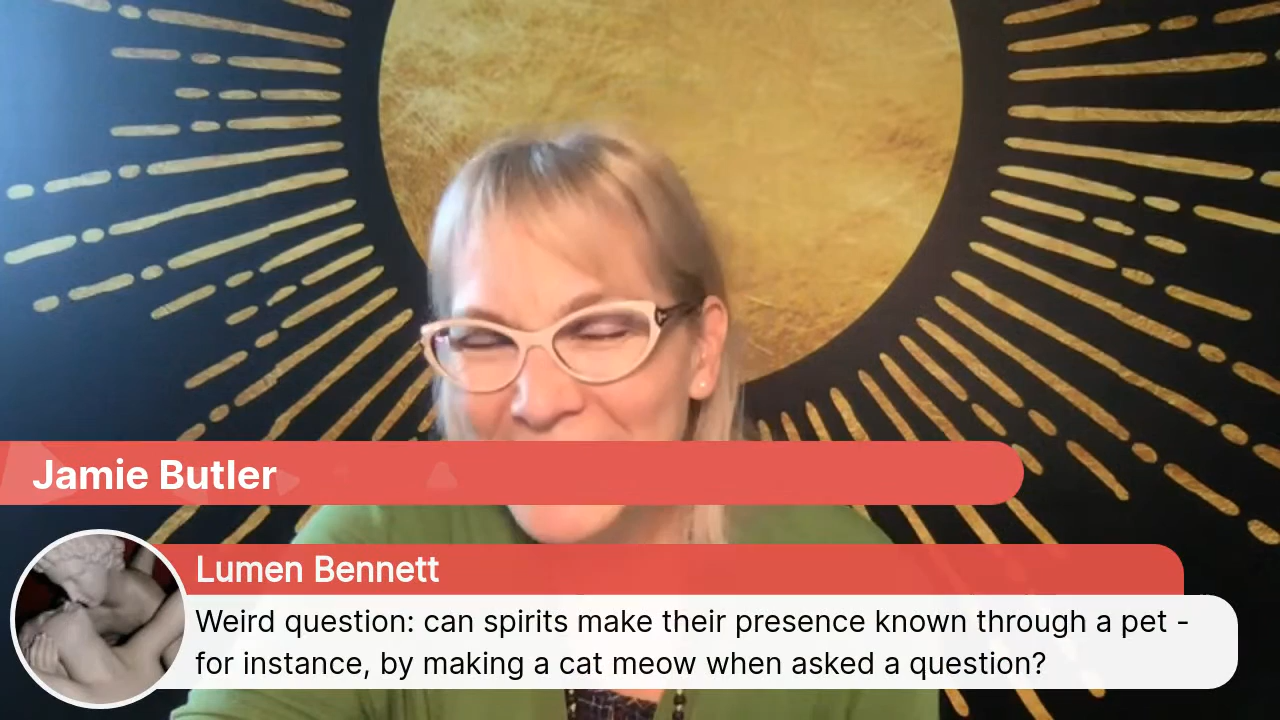 Jamie Butler
Lumen Bennett
Weird question: can spirits make their presence known through a pet -
for instance, by making a cat meow when asked a question?